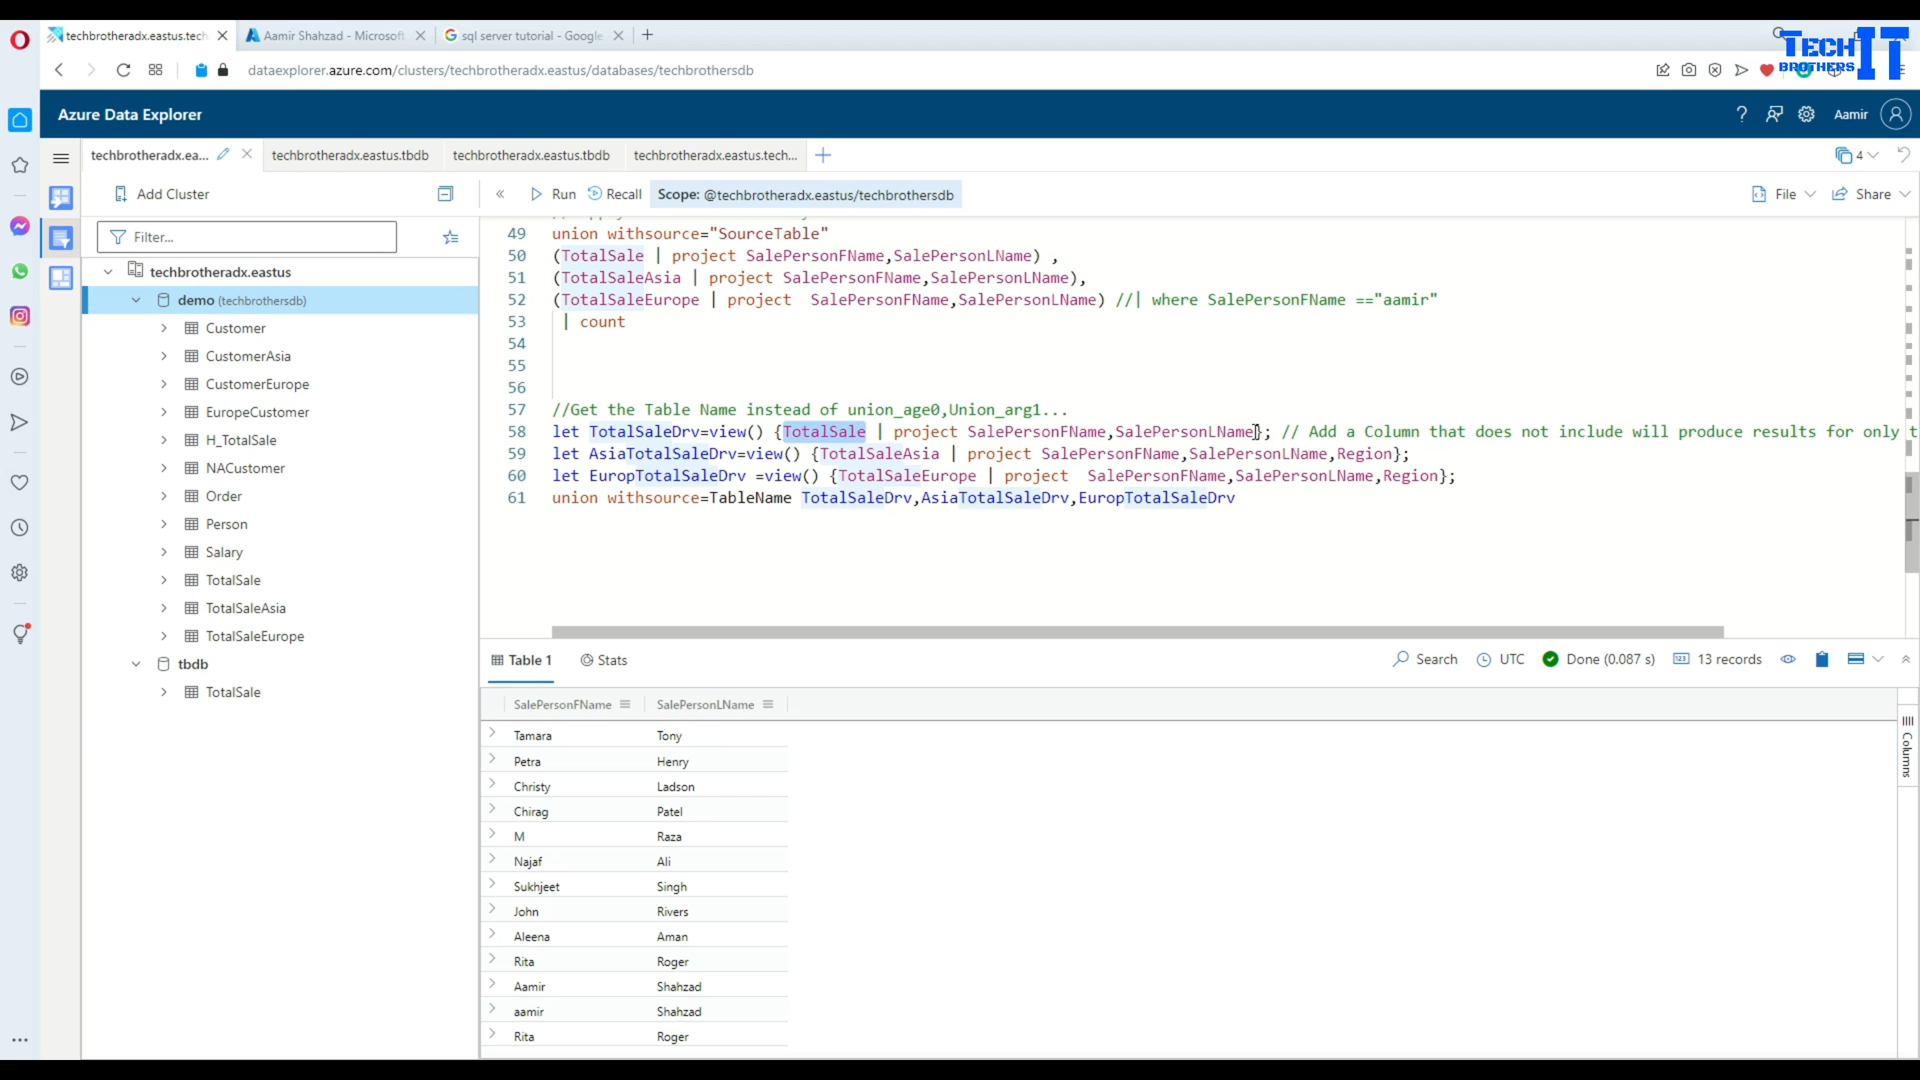 techbrotheradx.eastus.tech
Aamir Shahzad - Microsoft
sql server tutorial - Google
TECH
BROTHERS
IT
dataexplorer.azure.com/clusters/techbrotheradx.eastus/databases/techbrothersdb
Azure Data Explorer
Aamir
techbrotheradx.ea...
techbrotheradx.eastus.tbdb
techbrotheradx.eastus.tbdb
techbrotheradx.eastus.tech...
4
Add Cluster
Run
Recall
Scope: @techbrotheradx.eastus/techbrothersdb
File
Share
Filter...
techbrotheradx.eastus
demo (techbrothersdb)
Customer
CustomerAsia
CustomerEurope
EuropeCustomer
H_TotalSale
NACustomer
Order
Person
Salary
TotalSale
TotalSaleAsia
TotalSaleEurope
tbdb
TotalSale
49 union withsource="SourceTable"
50 (TotalSale | project SalePersonFName,SalePersonLName) ,
51 (TotalSaleAsia | project SalePersonFName,SalePersonLName),
52 (TotalSaleEurope | project  SalePersonFName,SalePersonLName) //| where SalePersonFName =="aamir"
53 | count
54
55
56
57 //Get the Table Name instead of union_age0,Union_arg1...
58 let TotalSaleDrv=view() {TotalSale | project SalePersonFName,SalePersonLName}; // Add a Column that does not include will produce results for only t
59 let AsiaTotalSaleDrv=view() {TotalSaleAsia | project SalePersonFName,SalePersonLName,Region};
60 let EuropTotalSaleDrv =view() {TotalSaleEurope | project  SalePersonFName,SalePersonLName,Region};
61 union withsource=TableName TotalSaleDrv,AsiaTotalSaleDrv,EuropTotalSaleDrv
Table 1
Stats
Search
UTC
Done (0.087 s)
13 records
SalePersonFName SalePersonLName
Tamara Tony
Petra Henry
Christy Ladson
Chirag Patel
M Raza
Najaf Ali
Sukhjeet Singh
John Rivers
Aleena Aman
Rita Roger
Aamir Shahzad
aamir Shahzad
Rita Roger
Columns